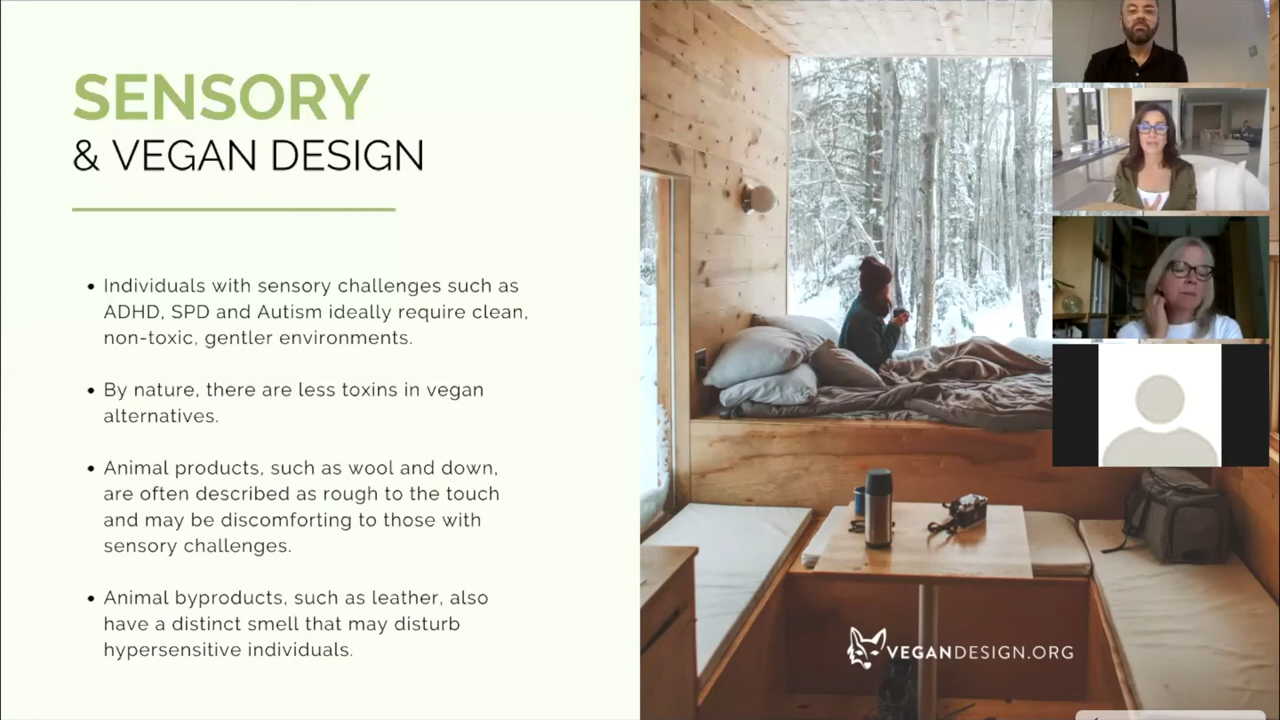 SENSORY
& VEGAN DESIGN
• Individuals with sensory challenges such as
ADHD, SPD and Autism ideally require clean,
non-toxic, gentler environments.
• By nature, there are less toxins in vegan
alternatives.
• Animal products, such as wool and down,
are often described as rough to the touch
and may be discomforting to those with
sensory challenges.
• Animal byproducts, such as leather, also
have a distinct smell that may disturb
hypersensitive individuals.
VEGANDESIGN.ORG